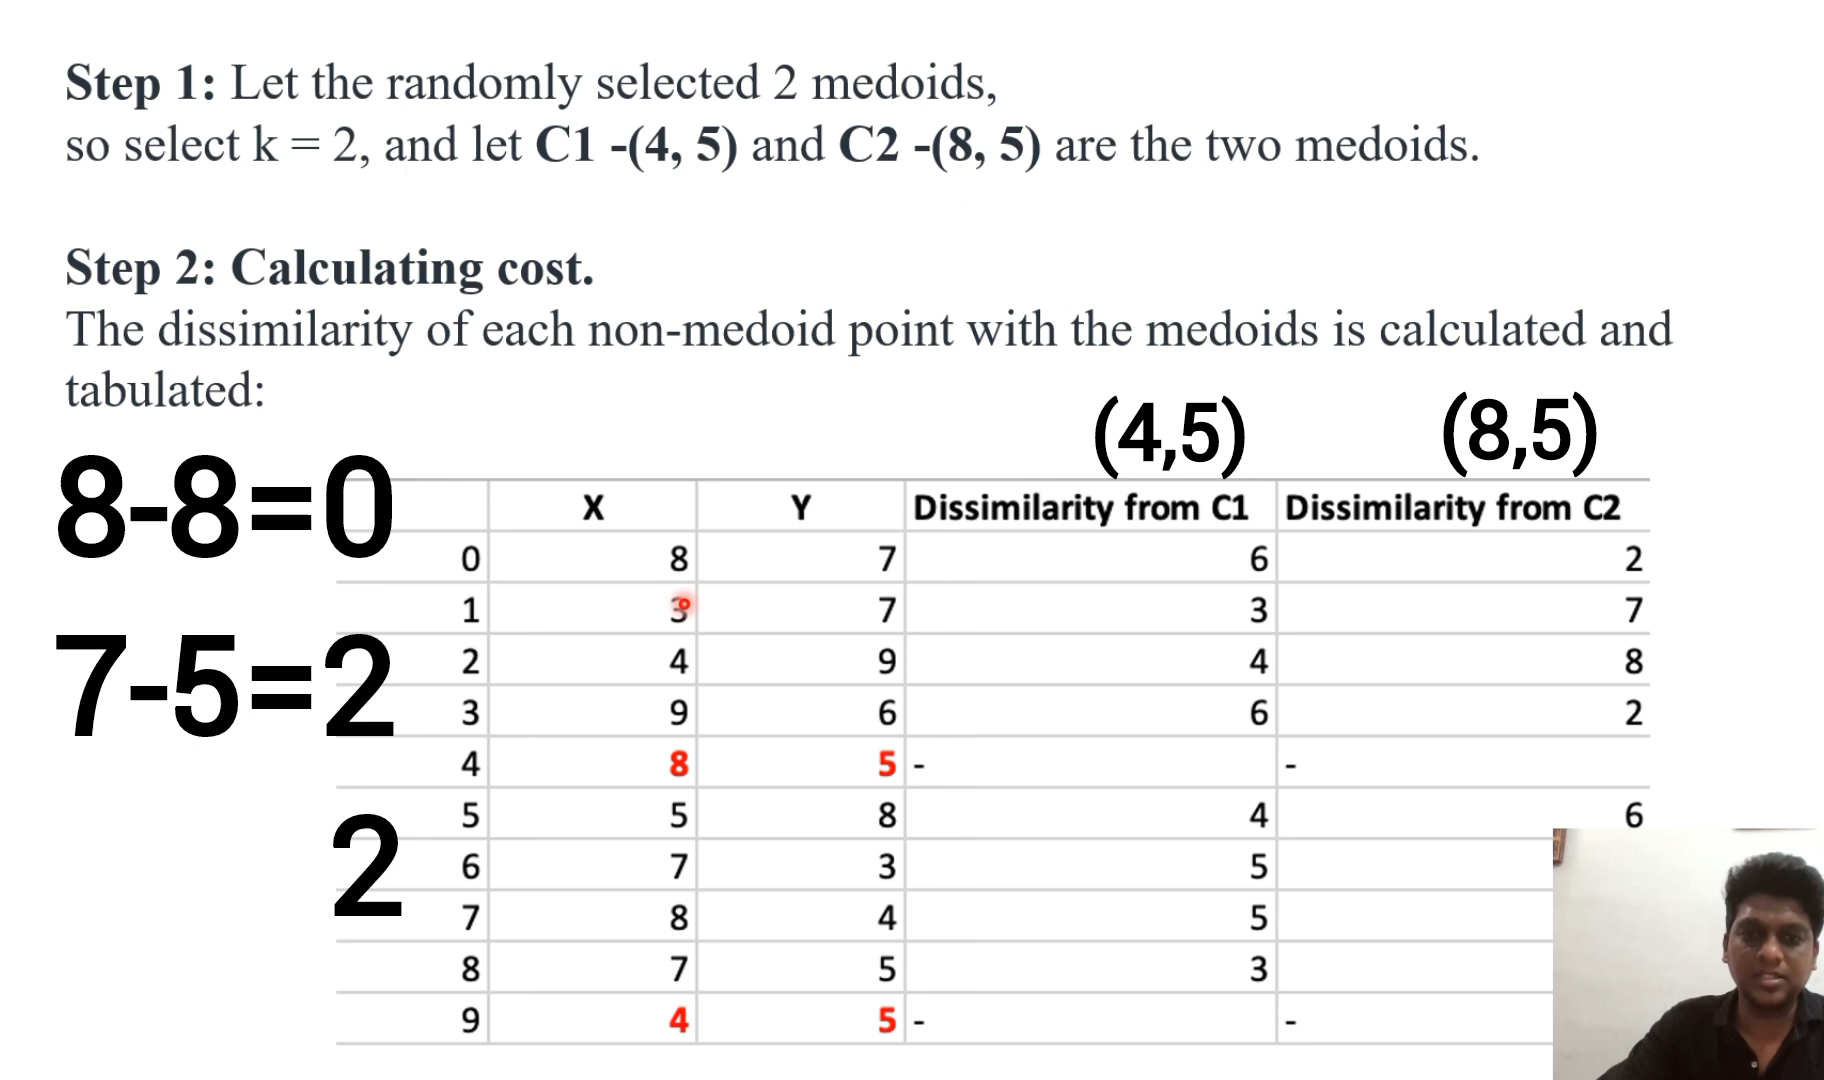 Step 1: Let the randomly selected 2 medoids,
so select k = 2, and let C1 -(4, 5) and C2 -(8, 5) are the two medoids.
Step 2: Calculating cost.
The dissimilarity of each non-medoid point with the medoids is calculated and
tabulated:
(4,5) (8,5)
8-8=0
7-5=2
2
X Y Dissimilarity from C1 Dissimilarity from C2
0 8 7 6 2
1 3 7 3 7
2 4 9 4 8
3 9 6 6 2
4 8 5 - -
5 5 8 4 6
6 7 3 5
7 8 4 5
8 7 5 3
9 4 5 - -